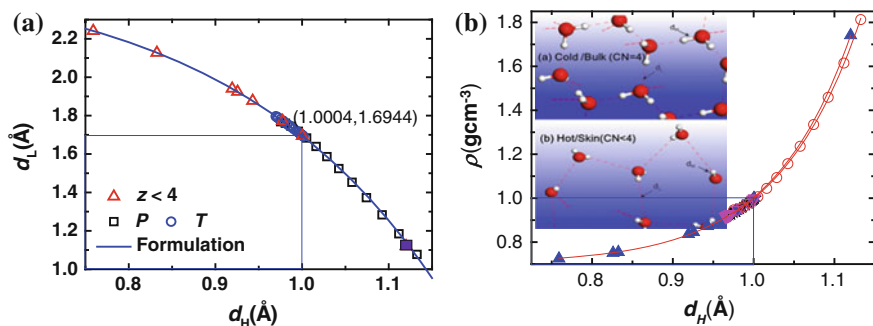 (a)
2.2
2.0
1.8
1.6
1.4
1.2
1.0
d_L(Å)
(1.0004,1.6944)
z < 4
P T
Formulation
0.8 0.9 1.0 1.1
d_H(Å)
(b)
1.8
1.6
1.4
1.2
1.0
0.8
ρ(gcm-3)
(a) Cold /Bulk (CN=4)
(b) Hot/Skin(CN<4)
0.8 0.9 1.0 1.1
d_H(Å)